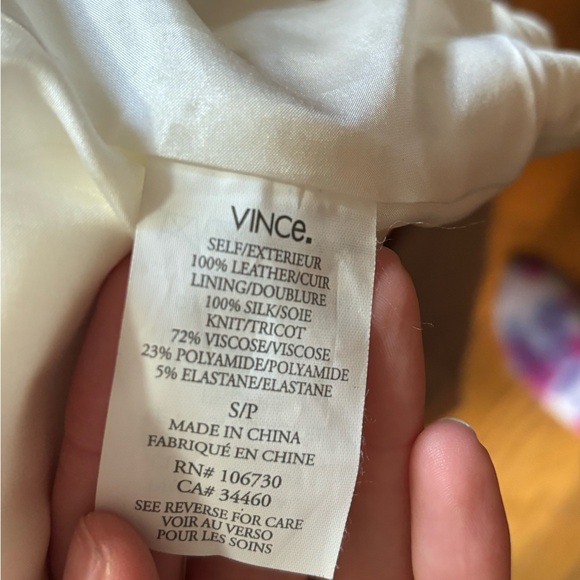 VINCe.
SELF/EXTERIEUR
100% LEATHER/CUIR
LINING/DOUBLURE
100% SILK/SOIE
KNIT/TRICOT
72% VISCOSE/VISCOSE
23% POLYAMIDE/POLYAMIDE
5% ELASTANE/ELASTANE
S/P
MADE IN CHINA
FABRIQUÉ EN CHINE
RN# 106730
CA# 34460
SEE REVERSE FOR CARE
VOIR AU VERSO
POUR LES SOINS